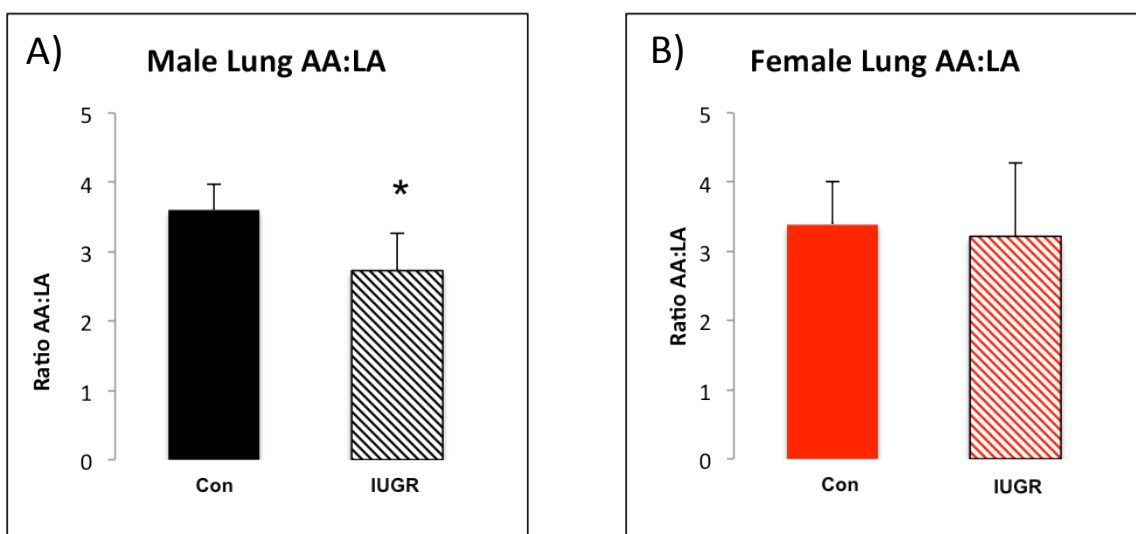 A)
Male Lung AA:LA
5
4
3
2
1
0
Ratio AA:LA
*
Con
IUGR
B)
Female Lung AA:LA
5
4
3
2
1
0
Ratio AA:LA
Con
IUGR